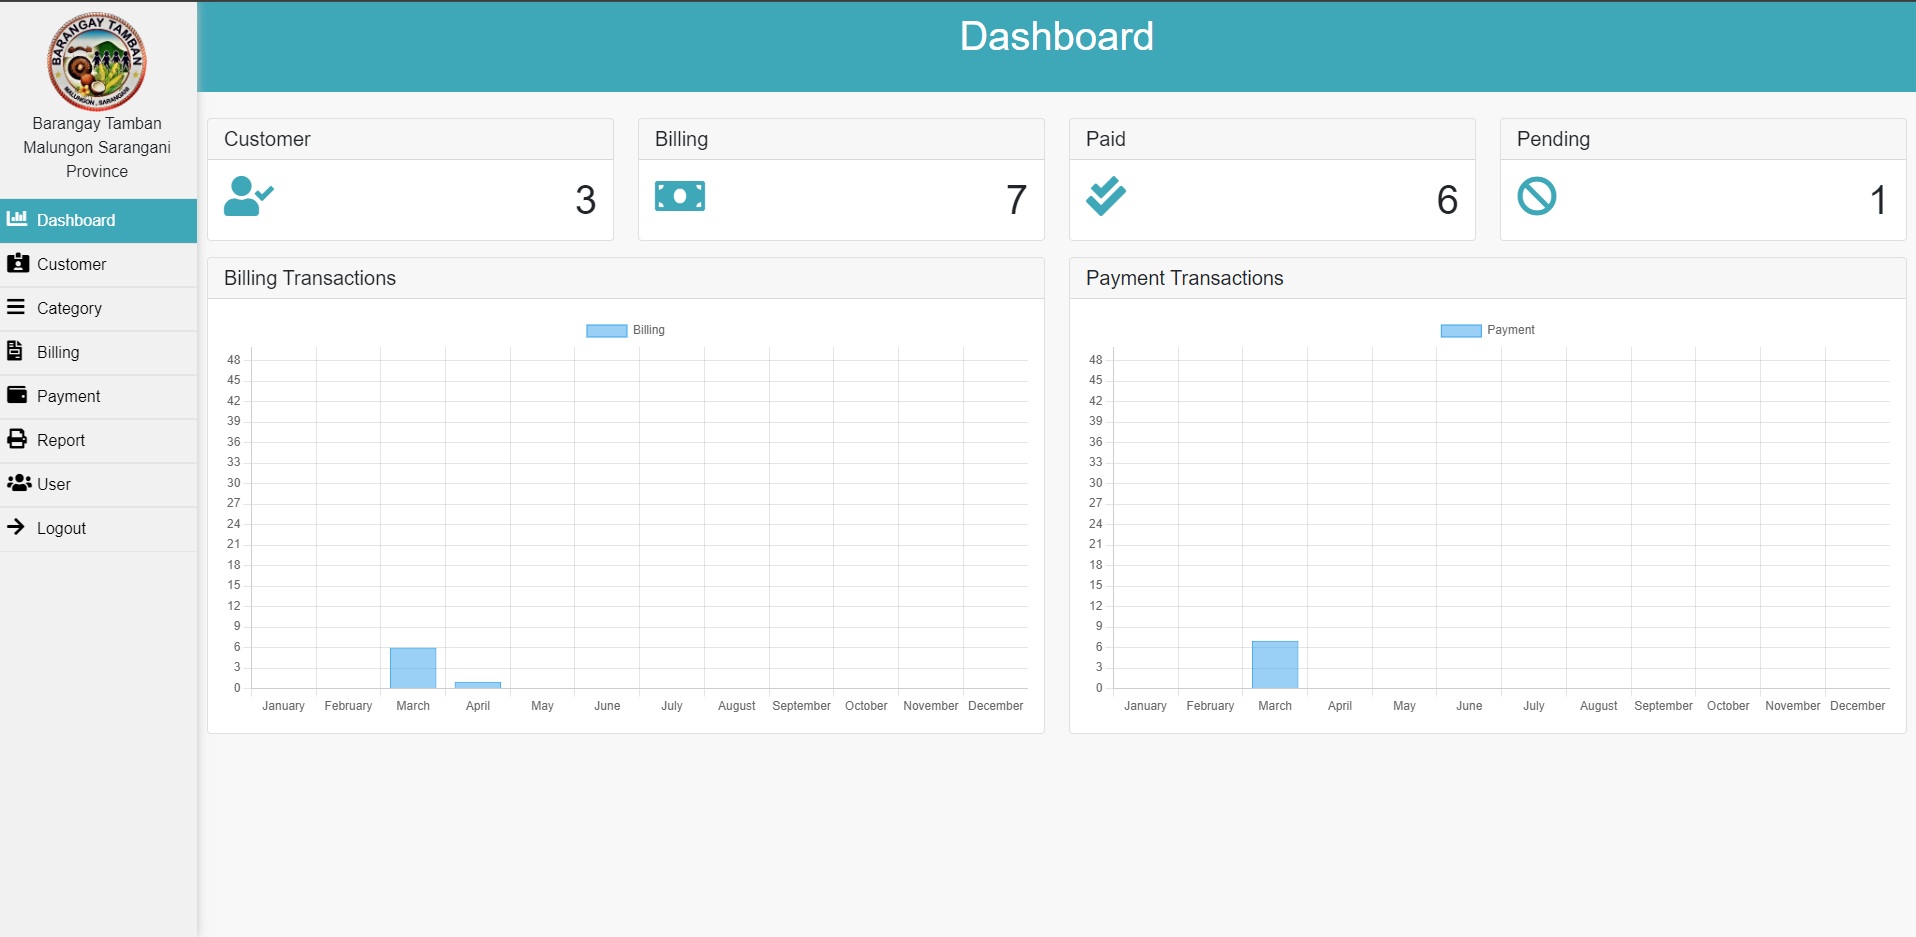 BARANGAY TAMBAN
MALUNGON, SARANGANI
Barangay Tamban
Malungon Sarangani
Province
Dashboard
Customer
Category
Billing
Payment
Report
User
Logout
Dashboard
Customer
3
Billing
7
Paid
6
Pending
1
Billing Transactions
Billing
48
45
42
39
36
33
30
27
24
21
18
15
12
9
6
3
0
January February March April May June July August September October November December
Payment Transactions
Payment
48
45
42
39
36
33
30
27
24
21
18
15
12
9
6
3
0
January February March April May June July August September October November December